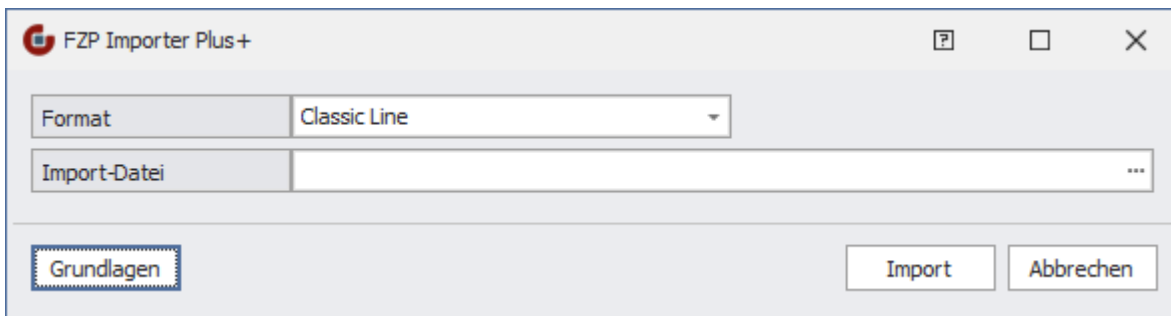 FZP Importer Plus+
Format
Classic Line
Import-Datei
Grundlagen
Import
Abbrechen